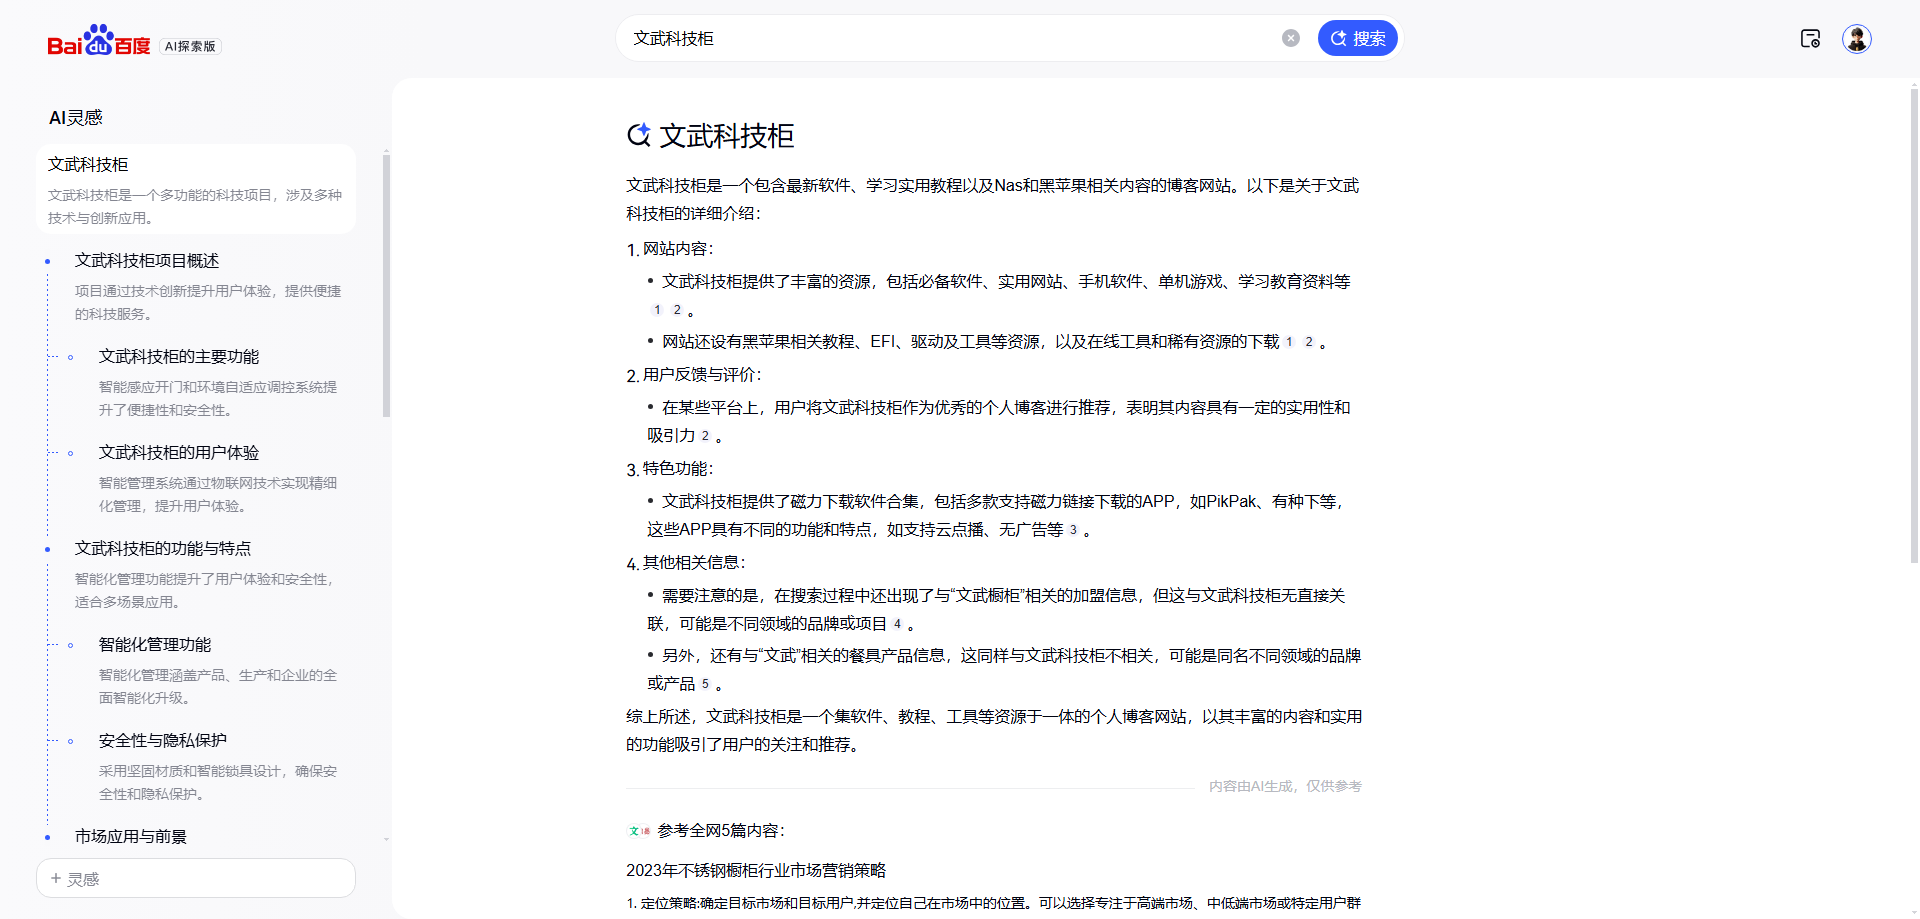 Bai du 百度 AI探索版
文武科技柜
搜索
AI灵感
文武科技柜
文武科技柜是一个多功能的科技项目，涉及多种
技术与创新应用。
文武科技柜项目概述
项目通过技术创新提升用户体验，提供便捷
的科技服务。
文武科技柜的主要功能
智能感应开门和环境自适应调控系统提
升了便捷性和安全性。
文武科技柜的用户体验
智能管理系统通过物联网技术实现精细
化管理，提升用户体验。
文武科技柜的功能与特点
智能化管理功能提升了用户体验和安全性，
适合多场景应用。
智能化管理功能
智能化管理涵盖产品、生产和企业的全
面智能化升级。
安全性与隐私保护
采用坚固材质和智能锁具设计，确保安
全性和隐私保护。
市场应用与前景
+ 灵感
文武科技柜
文武科技柜是一个包含最新软件、学习实用教程以及Nas和黑苹果相关内容的博客网站。以下是关于文武
科技柜的详细介绍：
1. 网站内容：
• 文武科技柜提供了丰富的资源，包括必备软件、实用网站、手机软件、单机游戏、学习教育资料等
1 2 。
• 网站还设有黑苹果相关教程、EFI、驱动及工具等资源，以及在线工具和稀有资源的下载 1 2 。
2. 用户反馈与评价：
• 在某些平台上，用户将文武科技柜作为优秀的个人博客进行推荐，表明其内容具有一定的实用性和
吸引力 2 。
3. 特色功能：
• 文武科技柜提供了磁力下载软件合集，包括多款支持磁力链接下载的APP，如PikPak、有种下等，
这些APP具有不同的功能和特点，如支持云点播、无广告等 3 。
4. 其他相关信息：
• 需要注意的是，在搜索过程中还出现了与“文武橱柜”相关的加盟信息，但这与文武科技柜无直接关
联，可能是不同领域的品牌或项目 4 。
• 另外，还有与“文武”相关的餐具产品信息，这同样与文武科技柜不相关，可能是同名不同领域的品牌
或产品 5 。
综上所述，文武科技柜是一个集软件、教程、工具等资源于一体的个人博客网站，以其丰富的内容和实用
的功能吸引了用户的关注和推荐。
内容由AI生成，仅供参考
参考全网5篇内容：
2023年不锈钢橱柜行业市场营销策略
1. 定位策略:确定目标市场和目标用户,并定位自己在市场中的位置。可以选择专注于高端市场、中低端市场或特定用户群